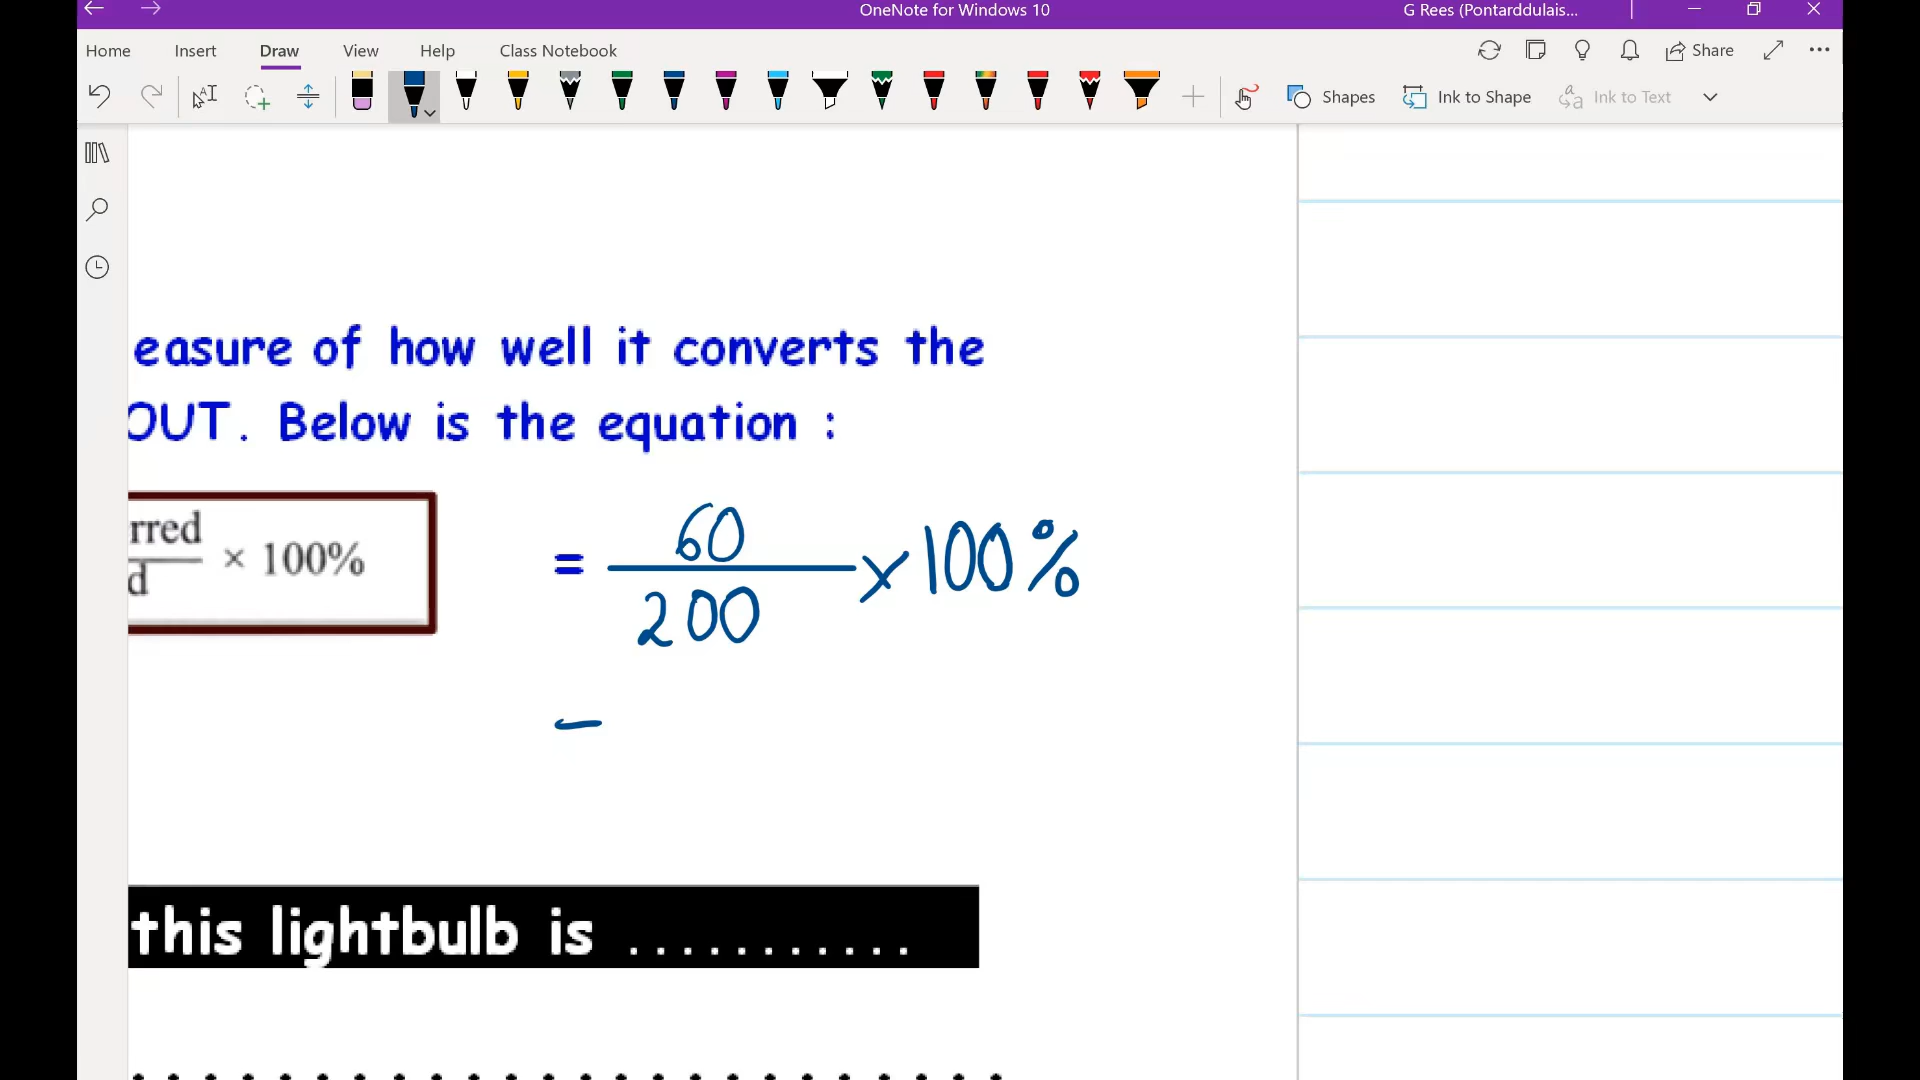 OneNote for Windows 10
G Rees (Pontarddulais...
Home Insert Draw View Help Class Notebook
Share
Shapes Ink to Shape Ink to Text
easure of how well it converts the
OUT. Below is the equation :
rred
d
× 100%
= 60
200
× 100%
this lightbulb is ...........